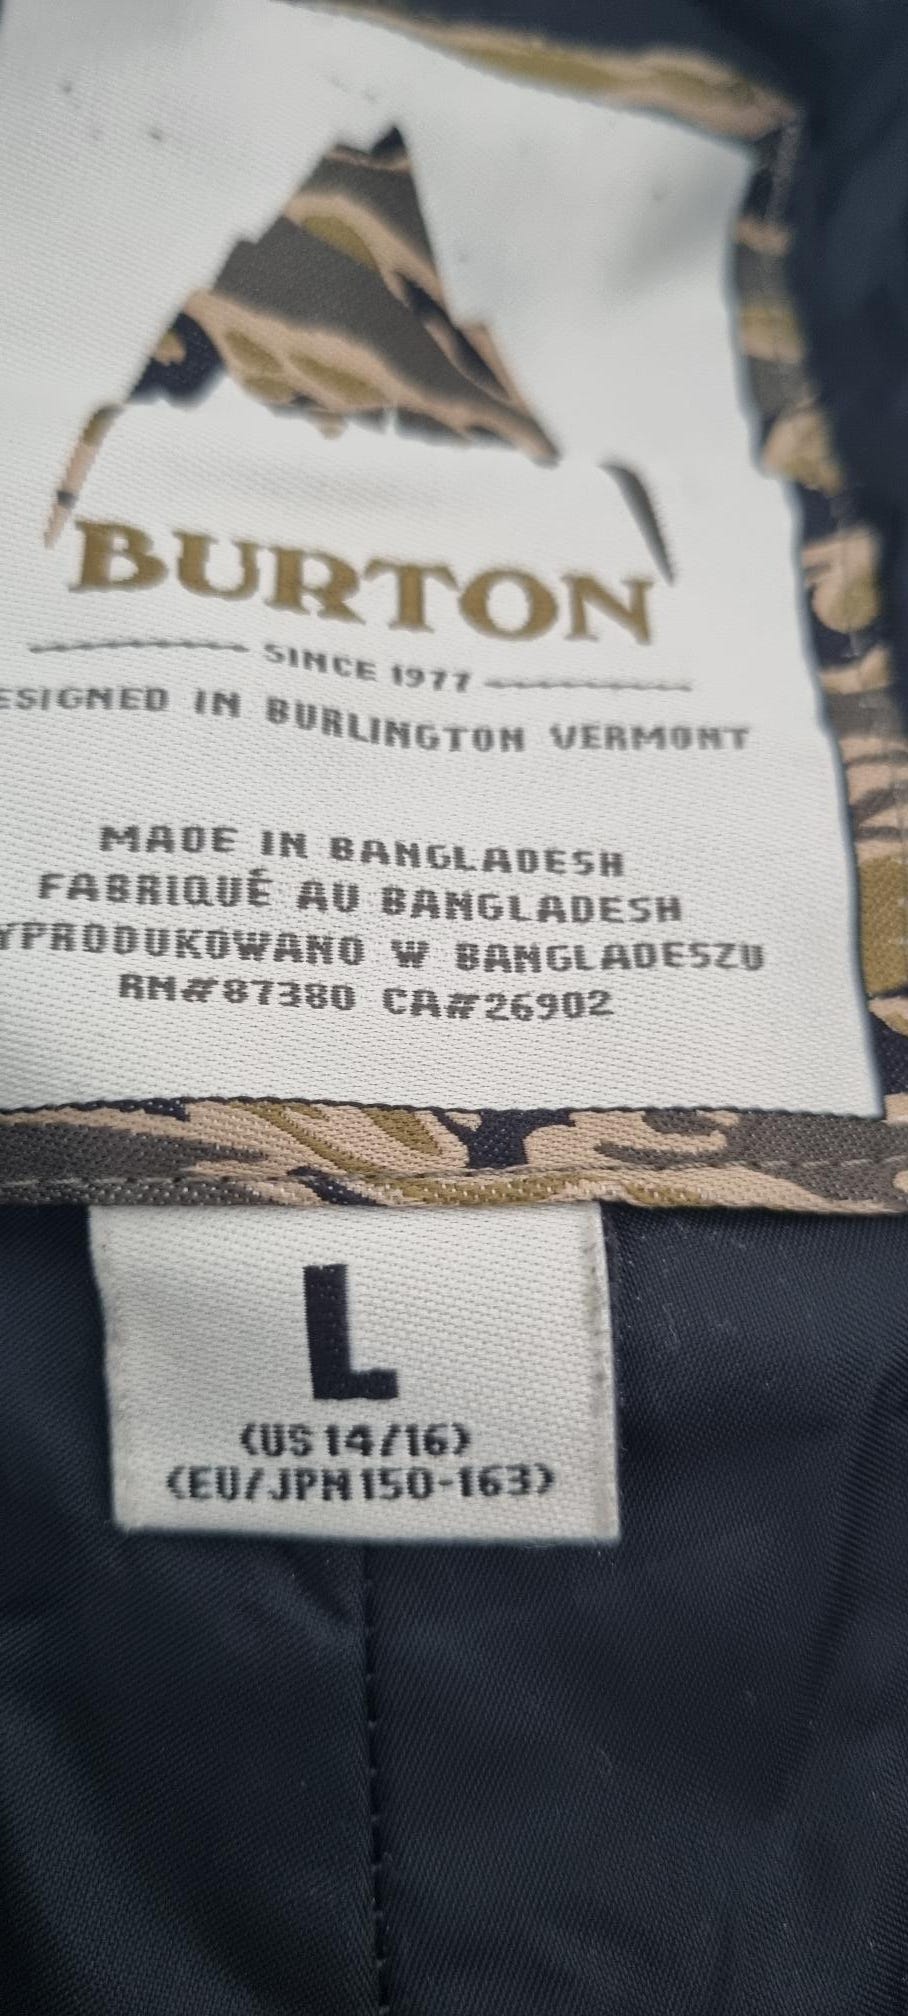 BURTON
SINCE 1977
ESIGNED IN BURLINGTON VERMONT
MADE IN BANGLADESH
FABRIQUÉ AU BANGLADESH
YPRODUKOWANO W BANGLADESZU
RN#87380 CA#26902
L
(US 14/16)
(EU/JPN 150-163)